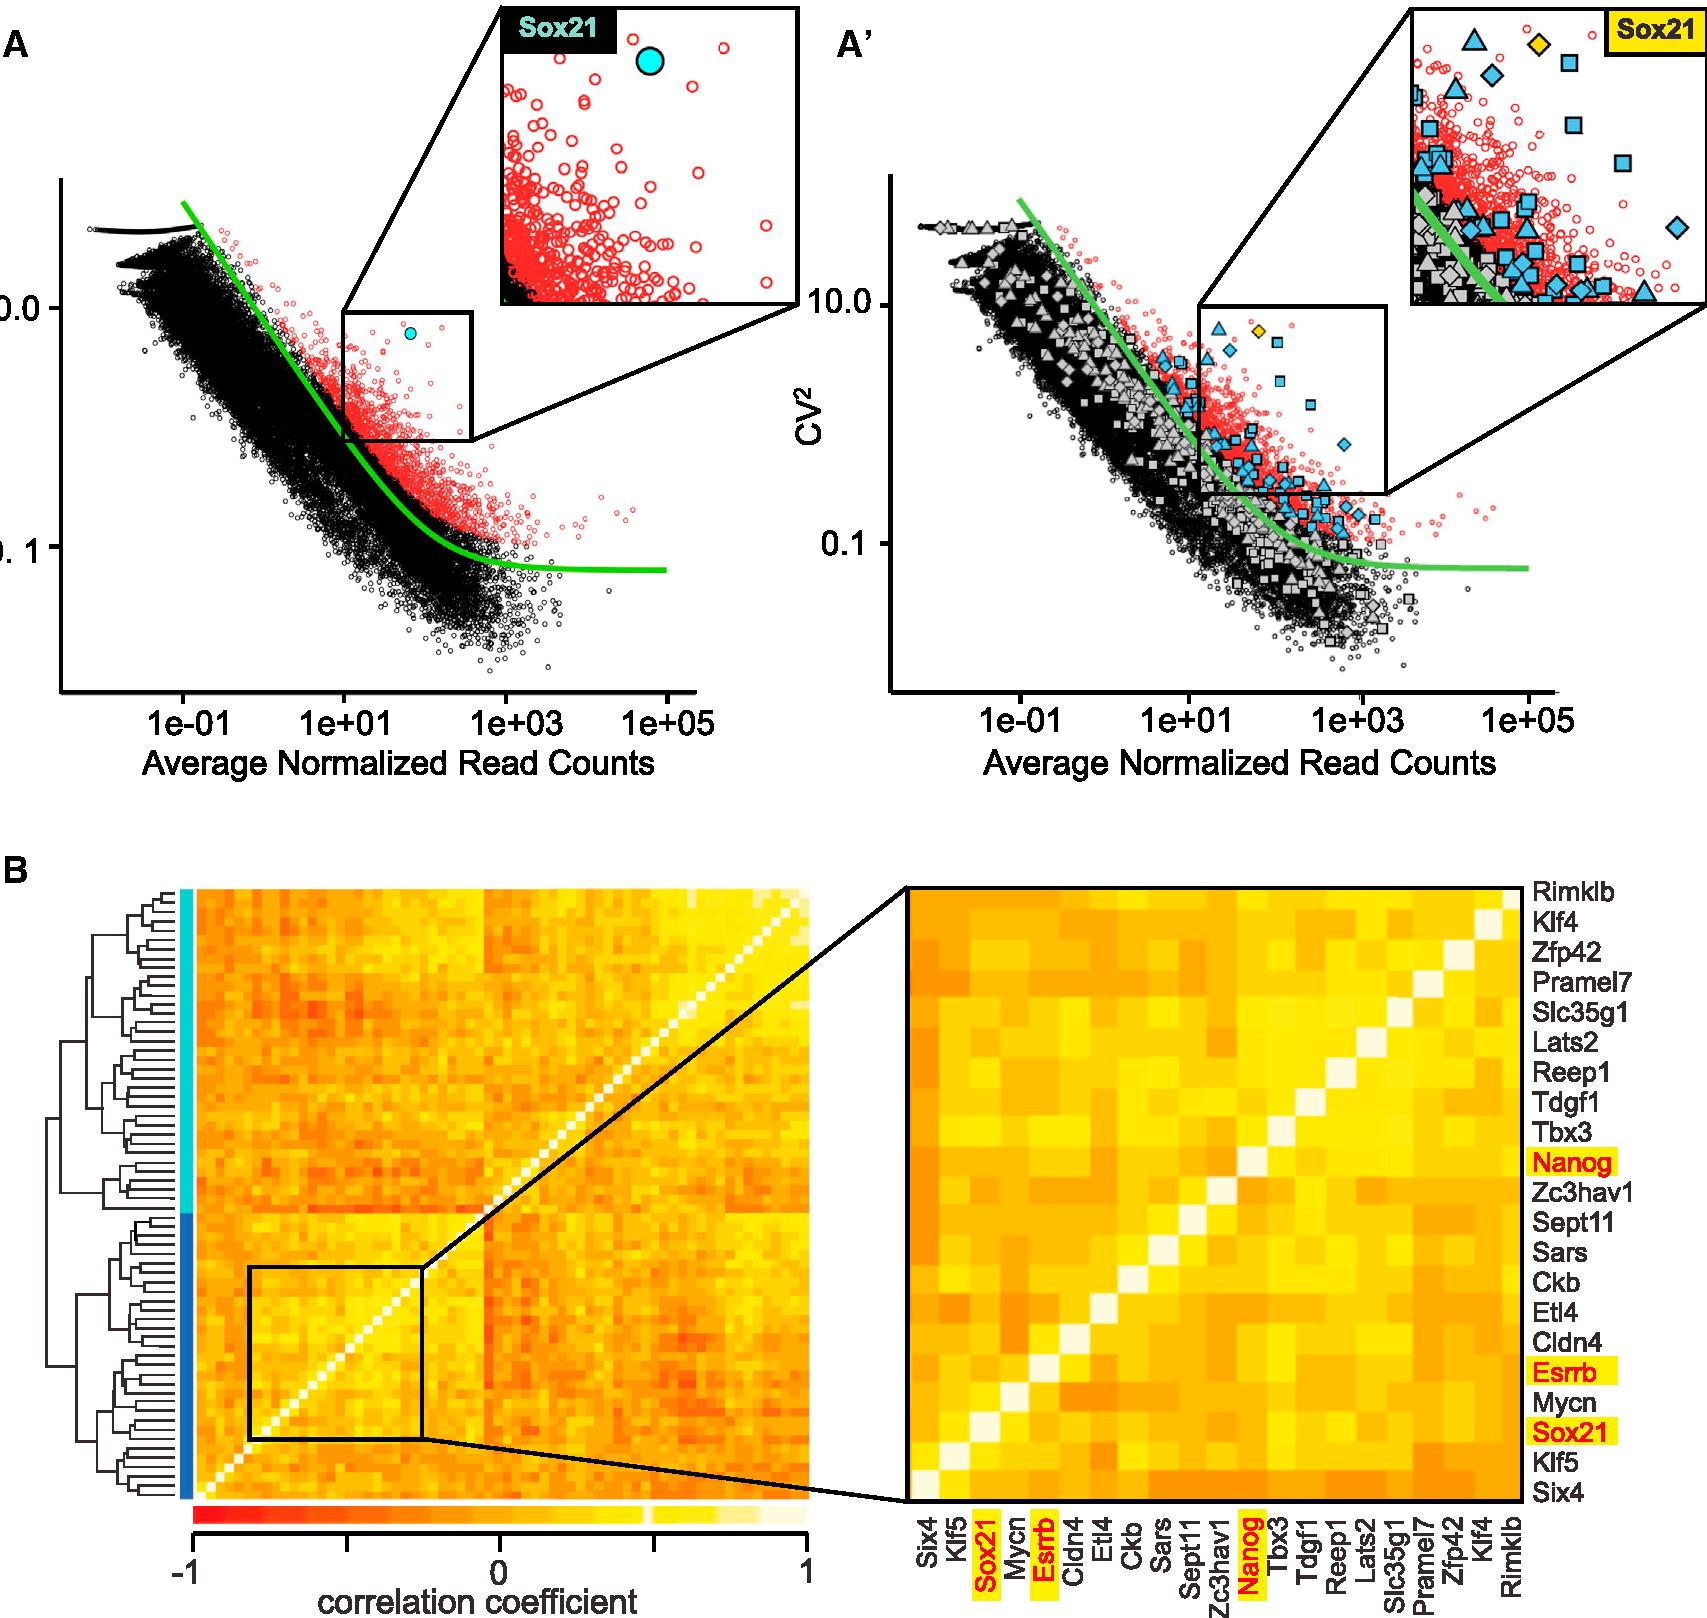 A
Sox21
A’
Sox21
0.0
0.1
1e-01 1e+01 1e+03 1e+05
Average Normalized Read Counts
10.0
0.1
CV²
1e-01 1e+01 1e+03 1e+05
Average Normalized Read Counts
B
Rimklb
Klf4
Zfp42
Pramel7
Slc35g1
Lats2
Reep1
Tdgf1
Tbx3
Nanog
Zc3hav1
Sept11
Sars
Ckb
Etl4
Cldn4
Esrrb
Mycn
Sox21
Klf5
Six4
Six4 Klf5 Sox21 Mycn Esrrb Cldn4 Etl4 Ckb Sars Sept11 Zc3hav1 Nanog Tbx3 Tdgf1 Reep1 Lats2 Slc35g1 Pramel7 Zfp42 Klf4 Rimklb
-1 0 1
correlation coefficient